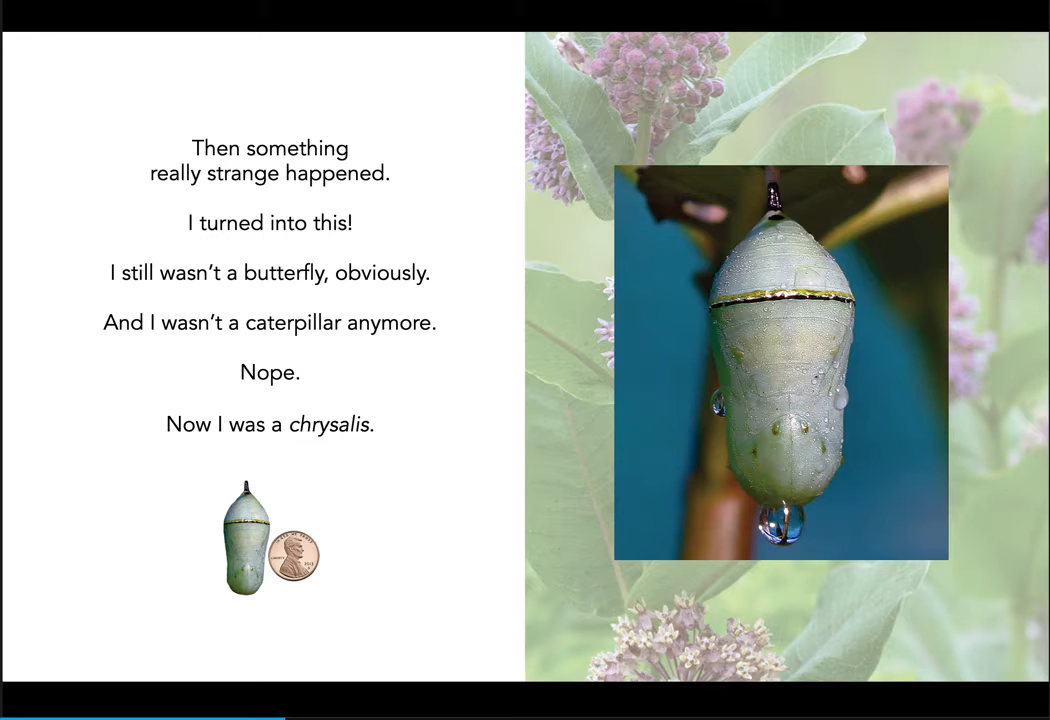 Then something
really strange happened.
I turned into this!
I still wasn't a butterfly, obviously.
And I wasn't a caterpillar anymore.
Nope.
Now I was a chrysalis.